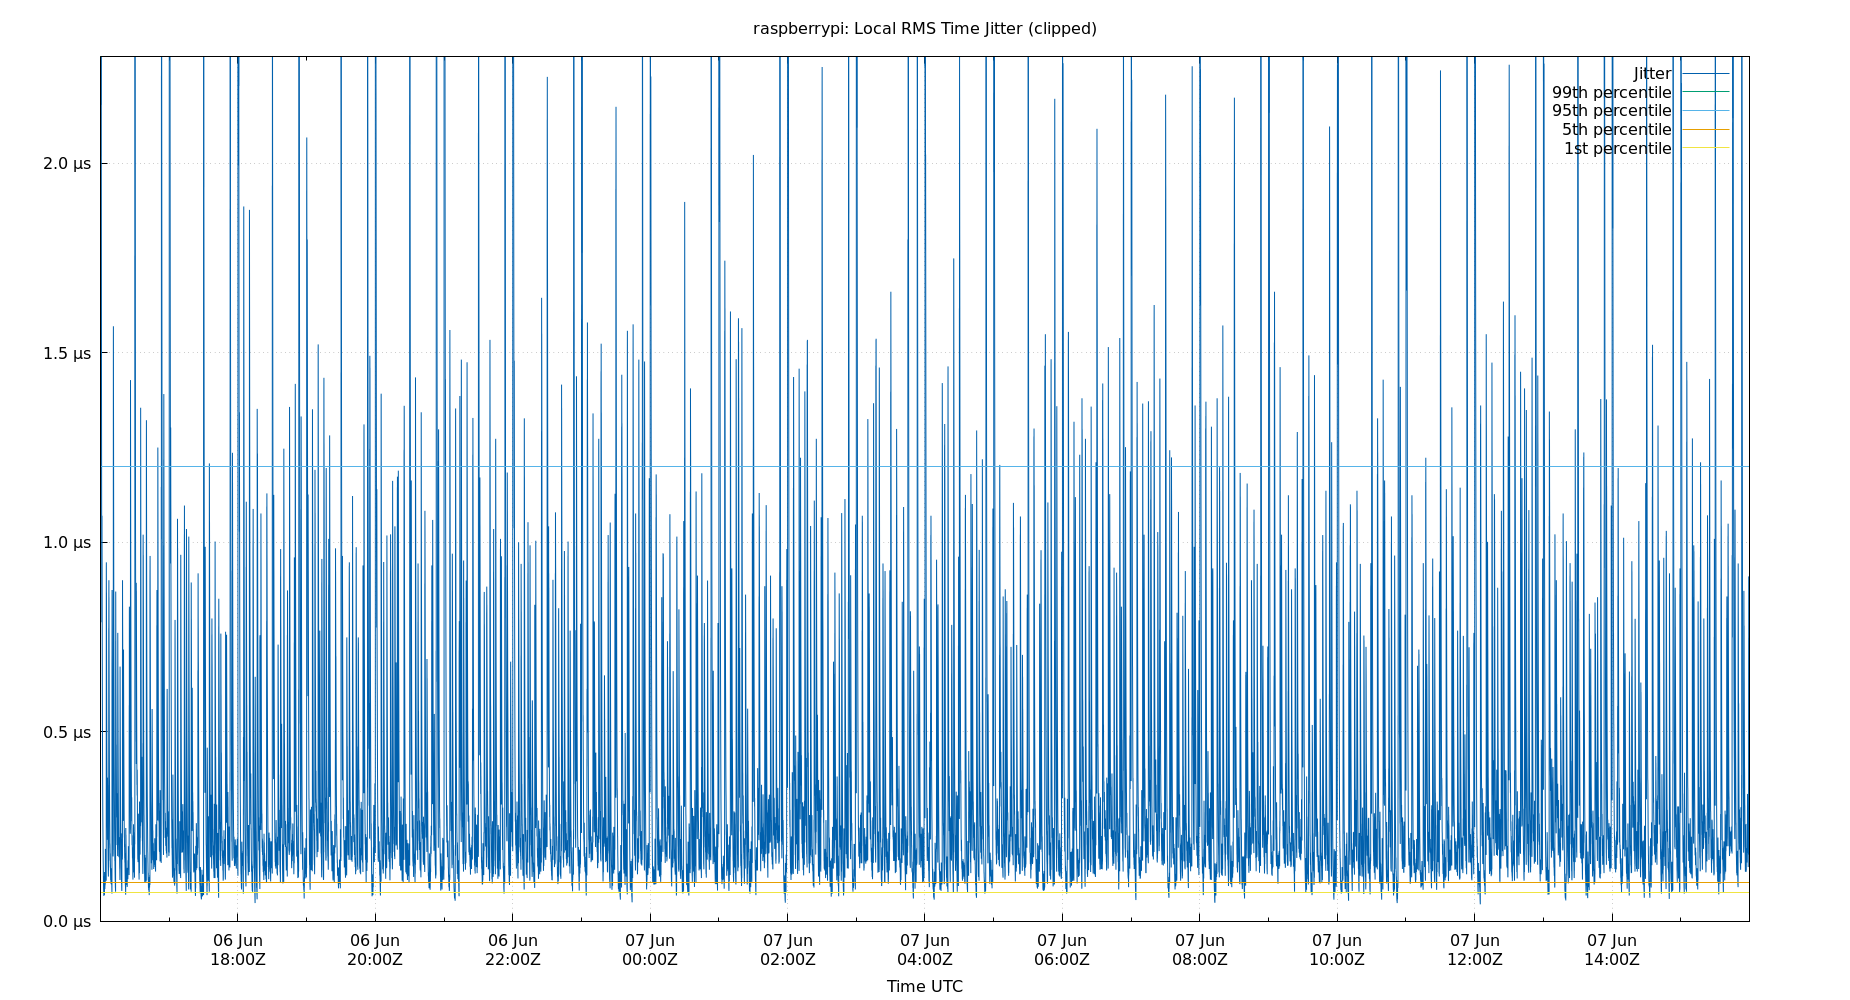 raspberrypi: Local RMS Time Jitter (clipped)
Jitter
99th percentile
95th percentile
5th percentile
1st percentile
2.0 µs
1.5 µs
1.0 µs
0.5 µs
0.0 µs
06 Jun 06 Jun 06 Jun 07 Jun 07 Jun 07 Jun 07 Jun 07 Jun 07 Jun 07 Jun 07 Jun
18:00Z 20:00Z 22:00Z 00:00Z 02:00Z 04:00Z 06:00Z 08:00Z 10:00Z 12:00Z 14:00Z
Time UTC